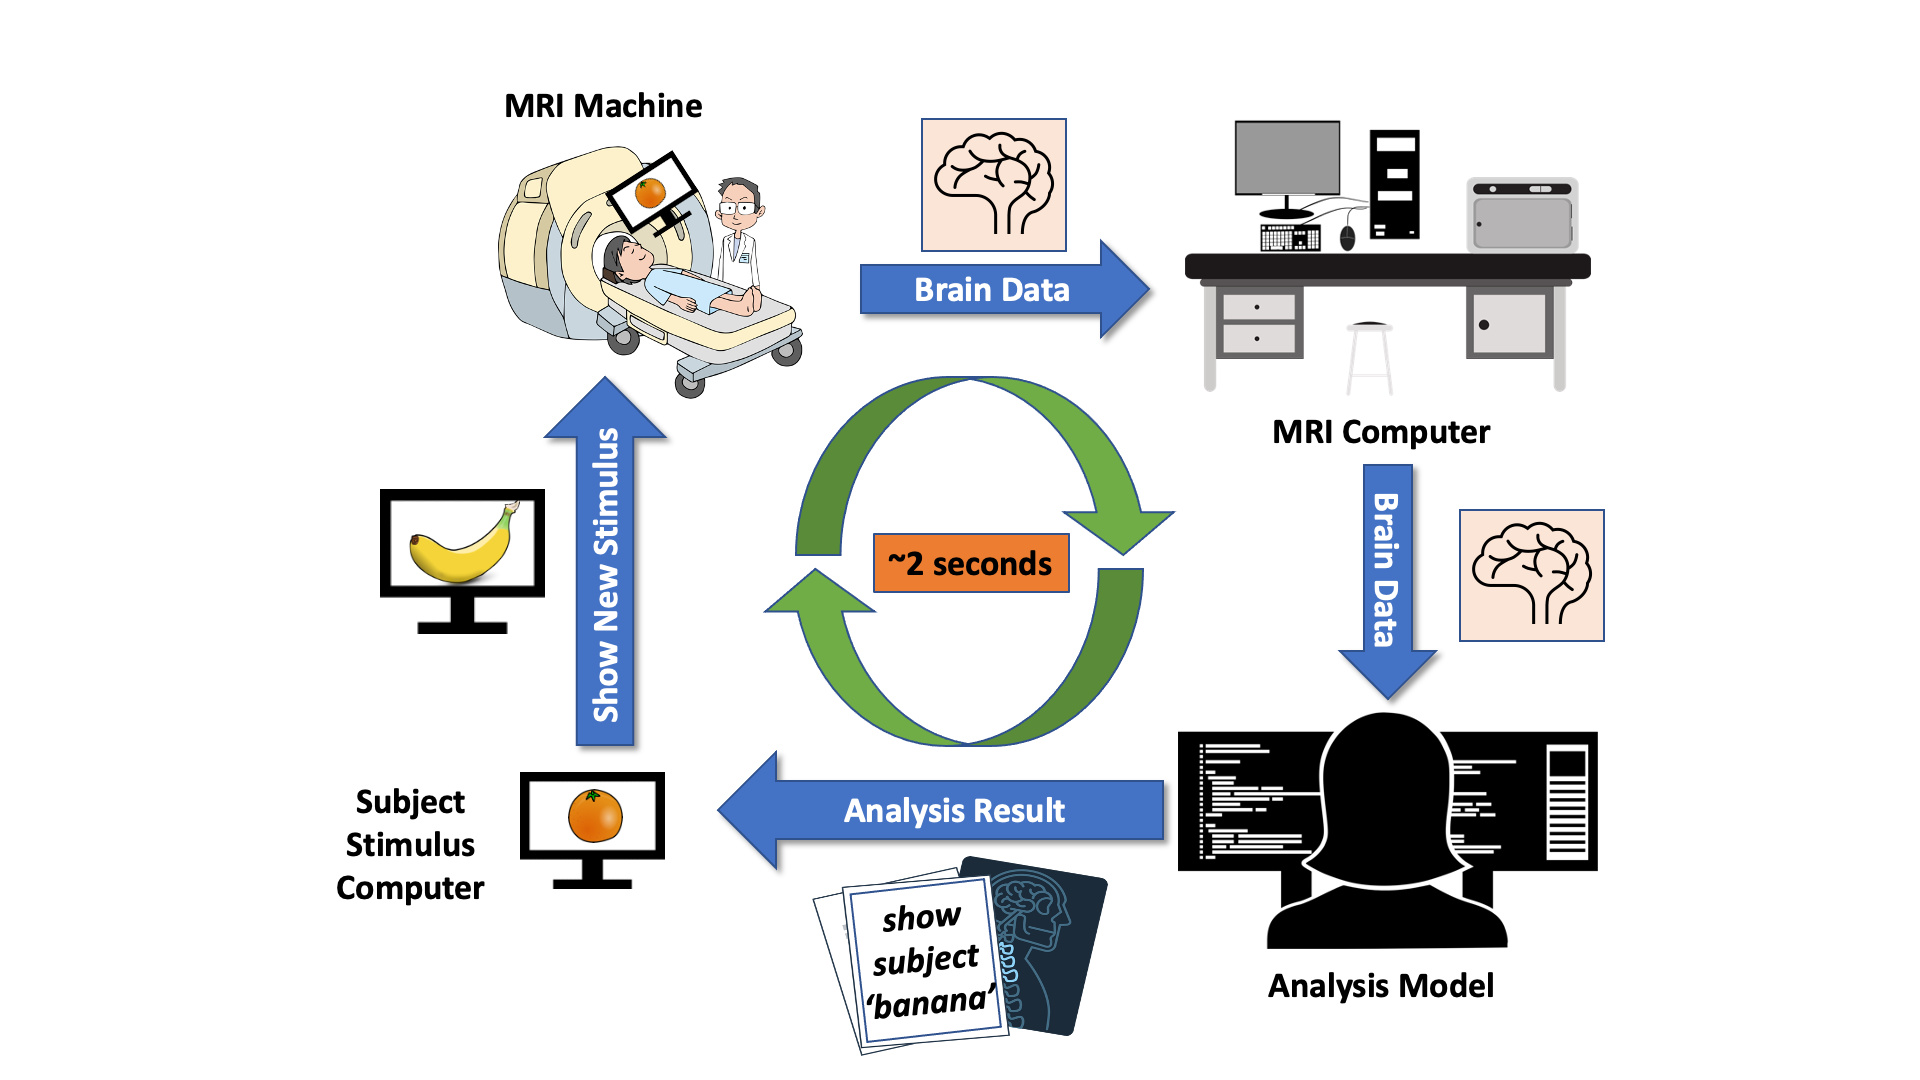 MRI Machine
Brain Data
MRI Computer
Brain Data
Show New Stimulus
~2 seconds
Analysis Result
Subject
Stimulus
Computer
show
subject
‘banana’
Analysis Model